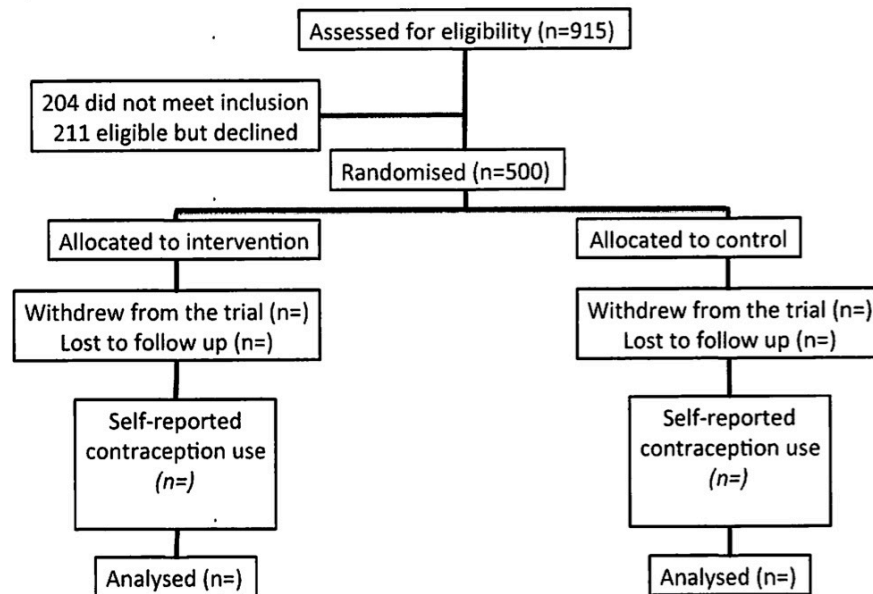 Assessed for eligibility (n=915)
204 did not meet inclusion
211 eligible but declined
Randomised (n=500)
Allocated to intervention
Allocated to control
Withdrew from the trial (n=)
Lost to follow up (n=)
Withdrew from the trial (n=)
Lost to follow up (n=)
Self-reported
contraception use
(n=)
Self-reported
contraception use
(n=)
Analysed (n=)
Analysed (n=)